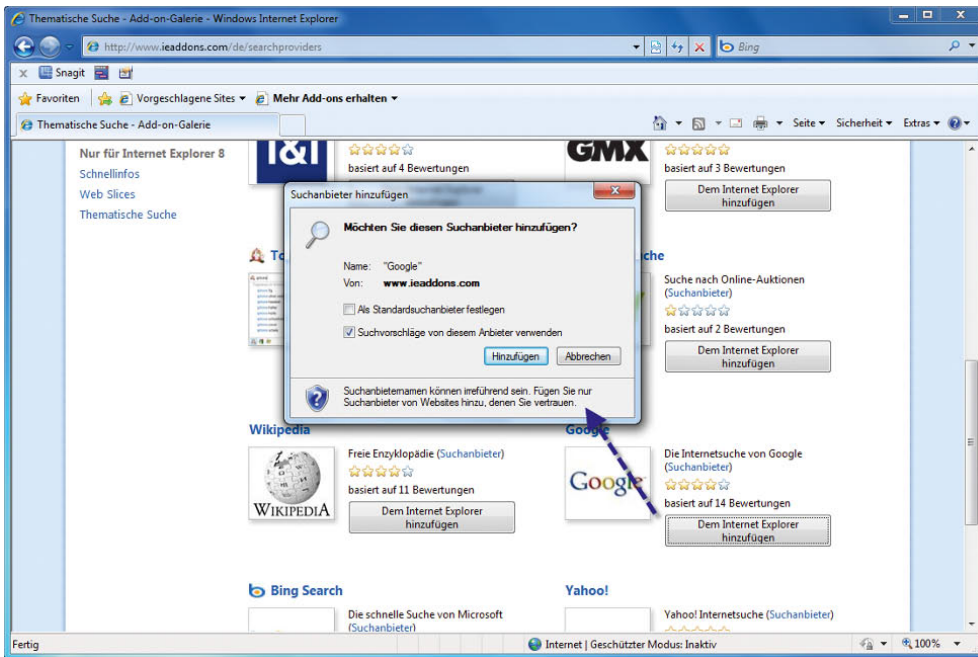 Thematische Suche - Add-on-Galerie - Windows Internet Explorer
http://www.ieaddons.com/de/searchproviders
Bing
x Snagit
Favoriten Vorgeschlagene Sites Mehr Add-ons erhalten
Thematische Suche - Add-on-Galerie
Seite Sicherheit Extras
Nur für Internet Explorer 8
Schnellinfos
Web Slices
Thematische Suche
1&1
basiert auf 4 Bewertungen
GMX
basiert auf 3 Bewertungen
Dem Internet Explorer
hinzufügen
Suchanbieter hinzufügen
Möchten Sie diesen Suchanbieter hinzufügen?
Name: "Google"
Von: www.ieaddons.com
Als Standardsuchanbieter festlegen
Suchvorschläge von diesem Anbieter verwenden
Hinzufügen Abbrechen
Suchanbieternamen können irreführend sein. Fügen Sie nur
Suchanbieter von Websites hinzu, denen Sie vertrauen.
Suche nach Online-Auktionen
(Suchanbieter)
basiert auf 2 Bewertungen
Dem Internet Explorer
hinzufügen
Wikipedia
Freie Enzyklopädie (Suchanbieter)
basiert auf 11 Bewertungen
Dem Internet Explorer
hinzufügen
WIKIPEDIA
Google
Die Internetsuche von Google
(Suchanbieter)
basiert auf 14 Bewertungen
Dem Internet Explorer
hinzufügen
Google
Bing Search
Die schnelle Suche von Microsoft
(Suchanbieter)
Yahoo!
Yahoo! Internetsuche (Suchanbieter)
Fertig
Internet | Geschützter Modus: Inaktiv
100%